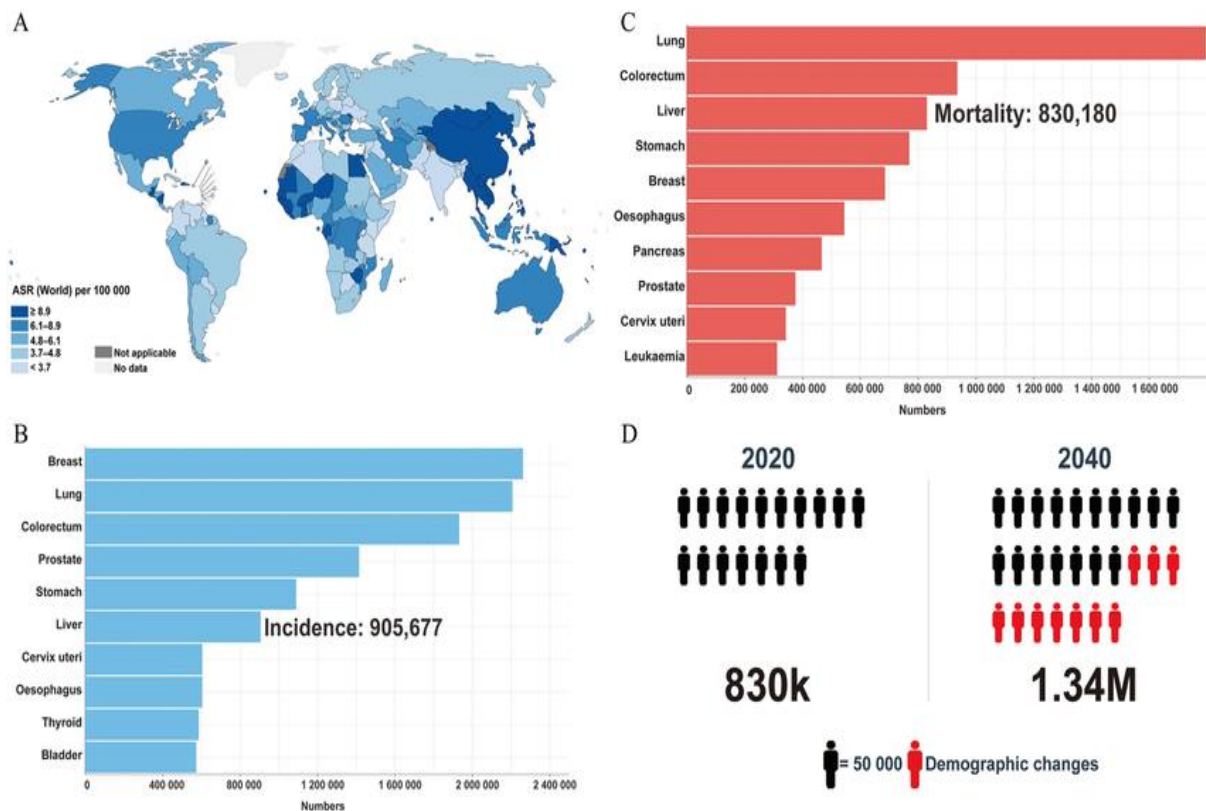 A
ASR (World) per 100 000
≥ 8.9
6.1–8.9
4.8–6.1
3.7–4.8
< 3.7
Not applicable
No data
B
Breast
Lung
Colorectum
Prostate
Stomach
Liver
Incidence: 905,677
Cervix uteri
Oesophagus
Thyroid
Bladder
0 400 000 800 000 1 200 000 1 600 000 2 000 000 2 400 000
Numbers
C
Lung
Colorectum
Liver
Mortality: 830,180
Stomach
Breast
Oesophagus
Pancreas
Prostate
Cervix uteri
Leukaemia
0 200 000 400 000 600 000 800 000 1 000 000 1 200 000 1 400 000 1 600 000
Numbers
D
2020 2040
830k 1.34M
= 50 000 Demographic changes